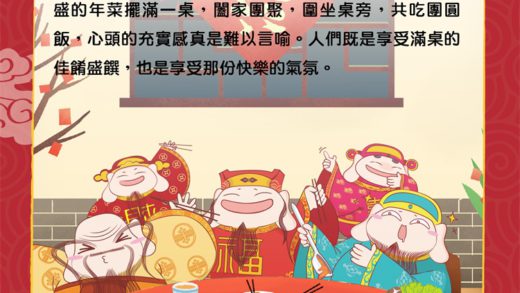 盛的年菜擺滿一桌，闔家團聚，圍坐桌旁，共吃團圓
飯，心頭的充實感真是難以言喻。人們既是享受滿桌的
佳餚盛饌，也是享受那份快樂的氣氛。
福